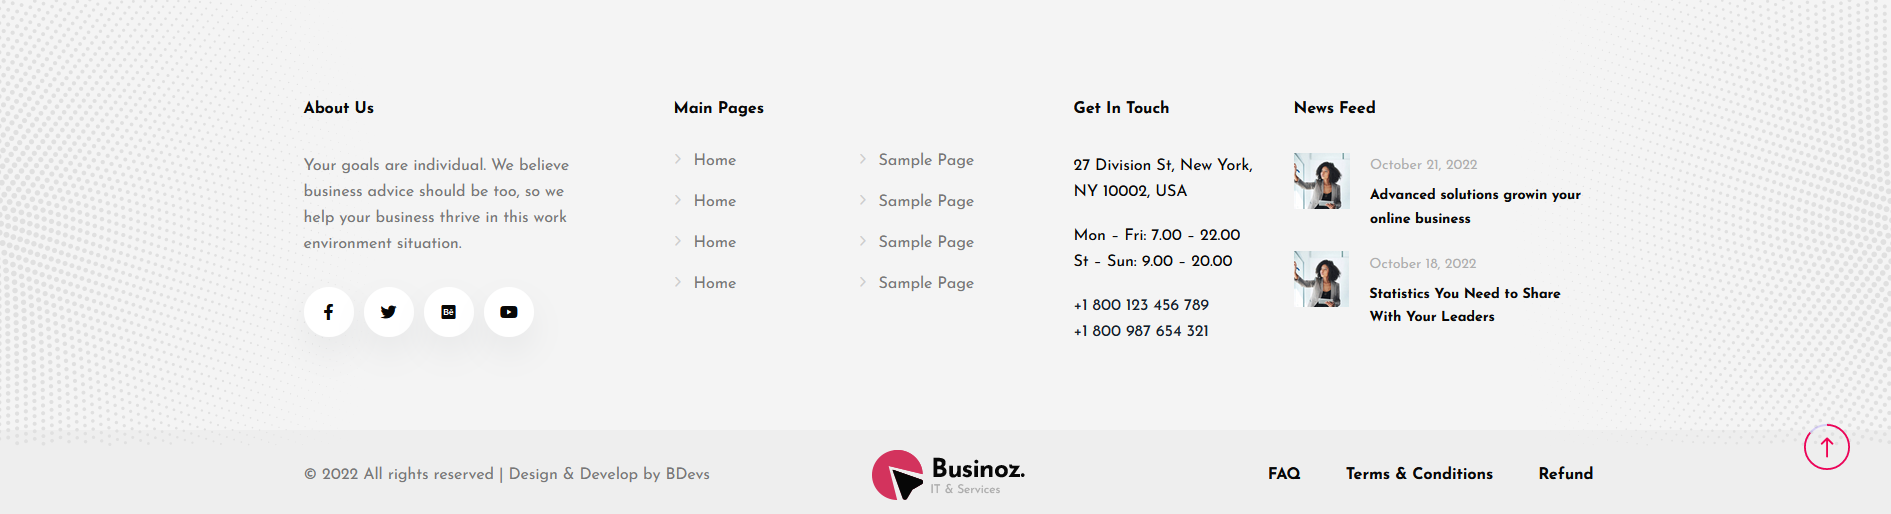 About Us
Your goals are individual. We believe
business advice should be too, so we
help your business thrive in this work
environment situation.
Main Pages
Home
Home
Home
Home
Sample Page
Sample Page
Sample Page
Sample Page
Get In Touch
27 Division St, New York,
NY 10002, USA
Mon – Fri: 7.00 – 22.00
St – Sun: 9.00 – 20.00
+1 800 123 456 789
+1 800 987 654 321
News Feed
October 21, 2022
Advanced solutions growin your
online business
October 18, 2022
Statistics You Need to Share
With Your Leaders
© 2022 All rights reserved | Design & Develop by BDevs
Businoz.
IT & Services
FAQ
Terms & Conditions
Refund